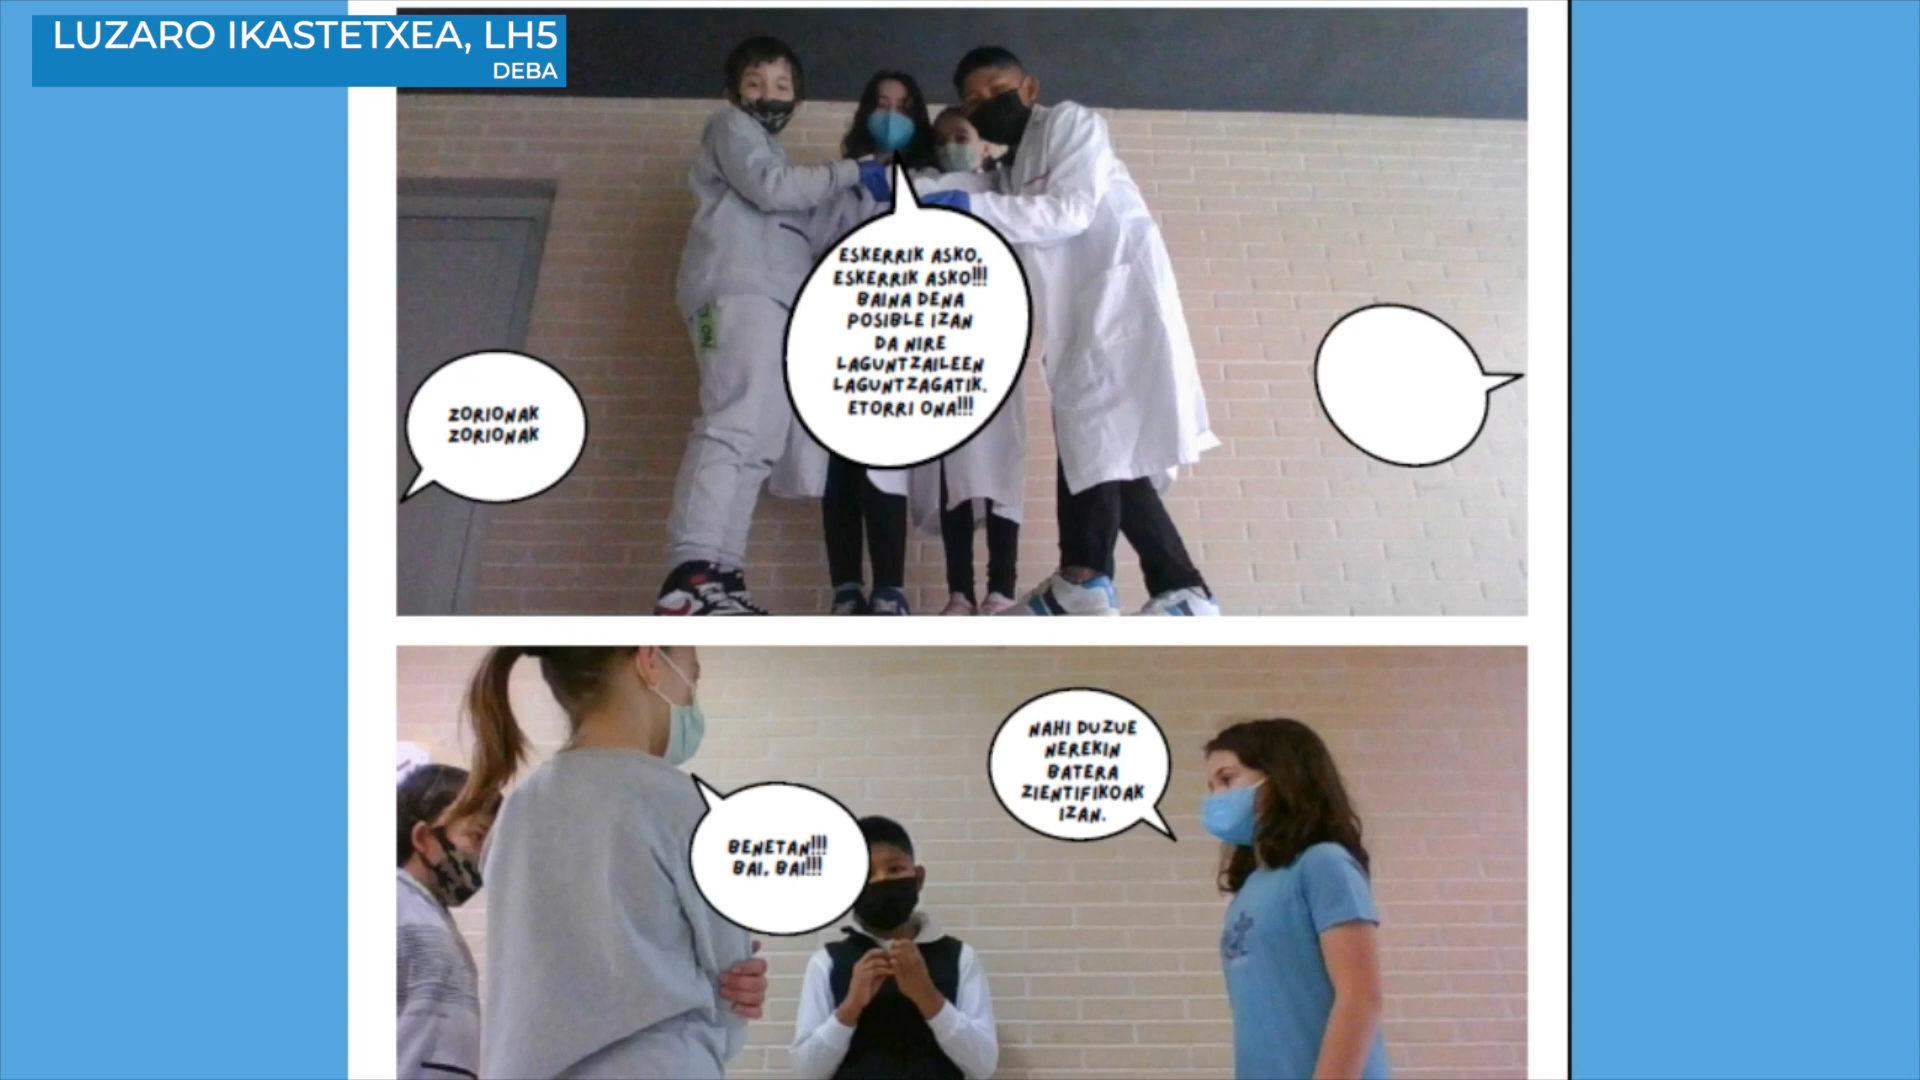 LUZARO IKASTETXEA, LH5
DEBA
ESKERRIK ASKO,
ESKERRIK ASKO!!!
BAINA DENA
POSIBLE IZAN
DA NIRE
LAGUNTZAILEEN
LAGUNTZAGATIK.
ETORRI ONA!!!
ZORIONAK
ZORIONAK
NAHI DUZUE
NEREKIN
BATERA
ZIENTIFIKOAK
IZAN.
BENETAN!!!
BAI, BAI!!!